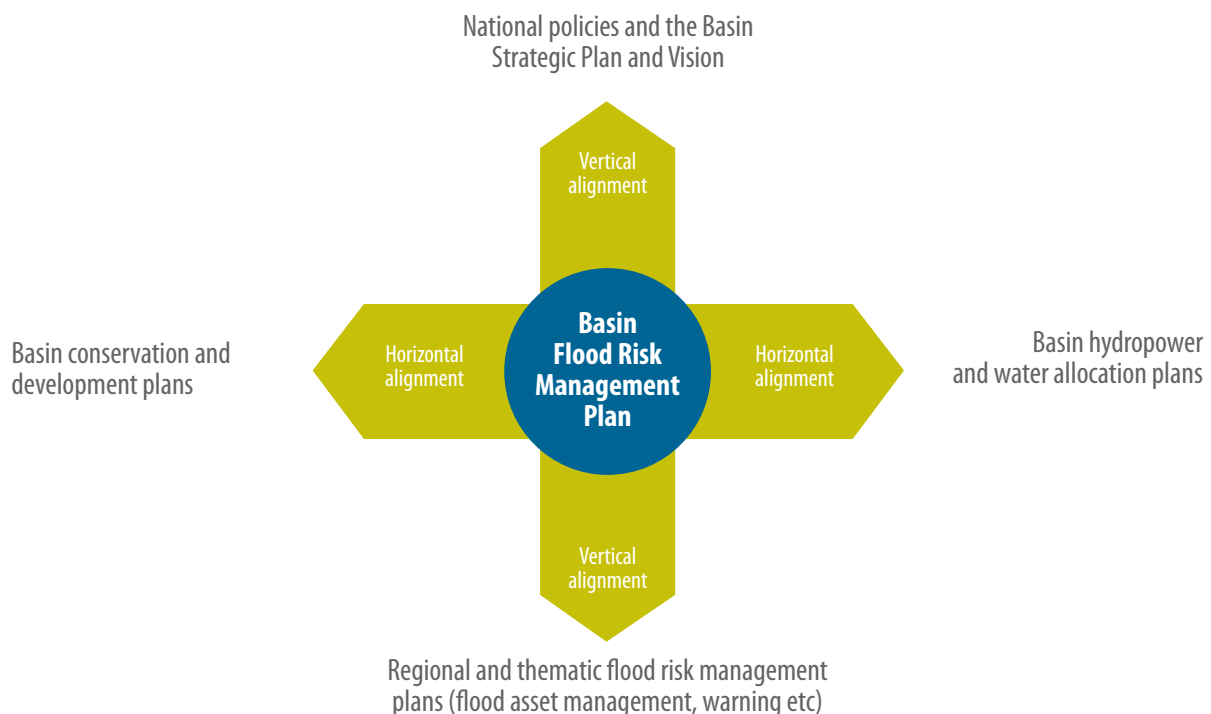 National policies and the Basin
Strategic Plan and Vision
Vertical
alignment
Basin conservation and
development plans
Horizontal
alignment
Basin
Flood Risk
Management
Plan
Horizontal
alignment
Basin hydropower
and water allocation plans
Vertical
alignment
Regional and thematic flood risk management
plans (flood asset management, warning etc)